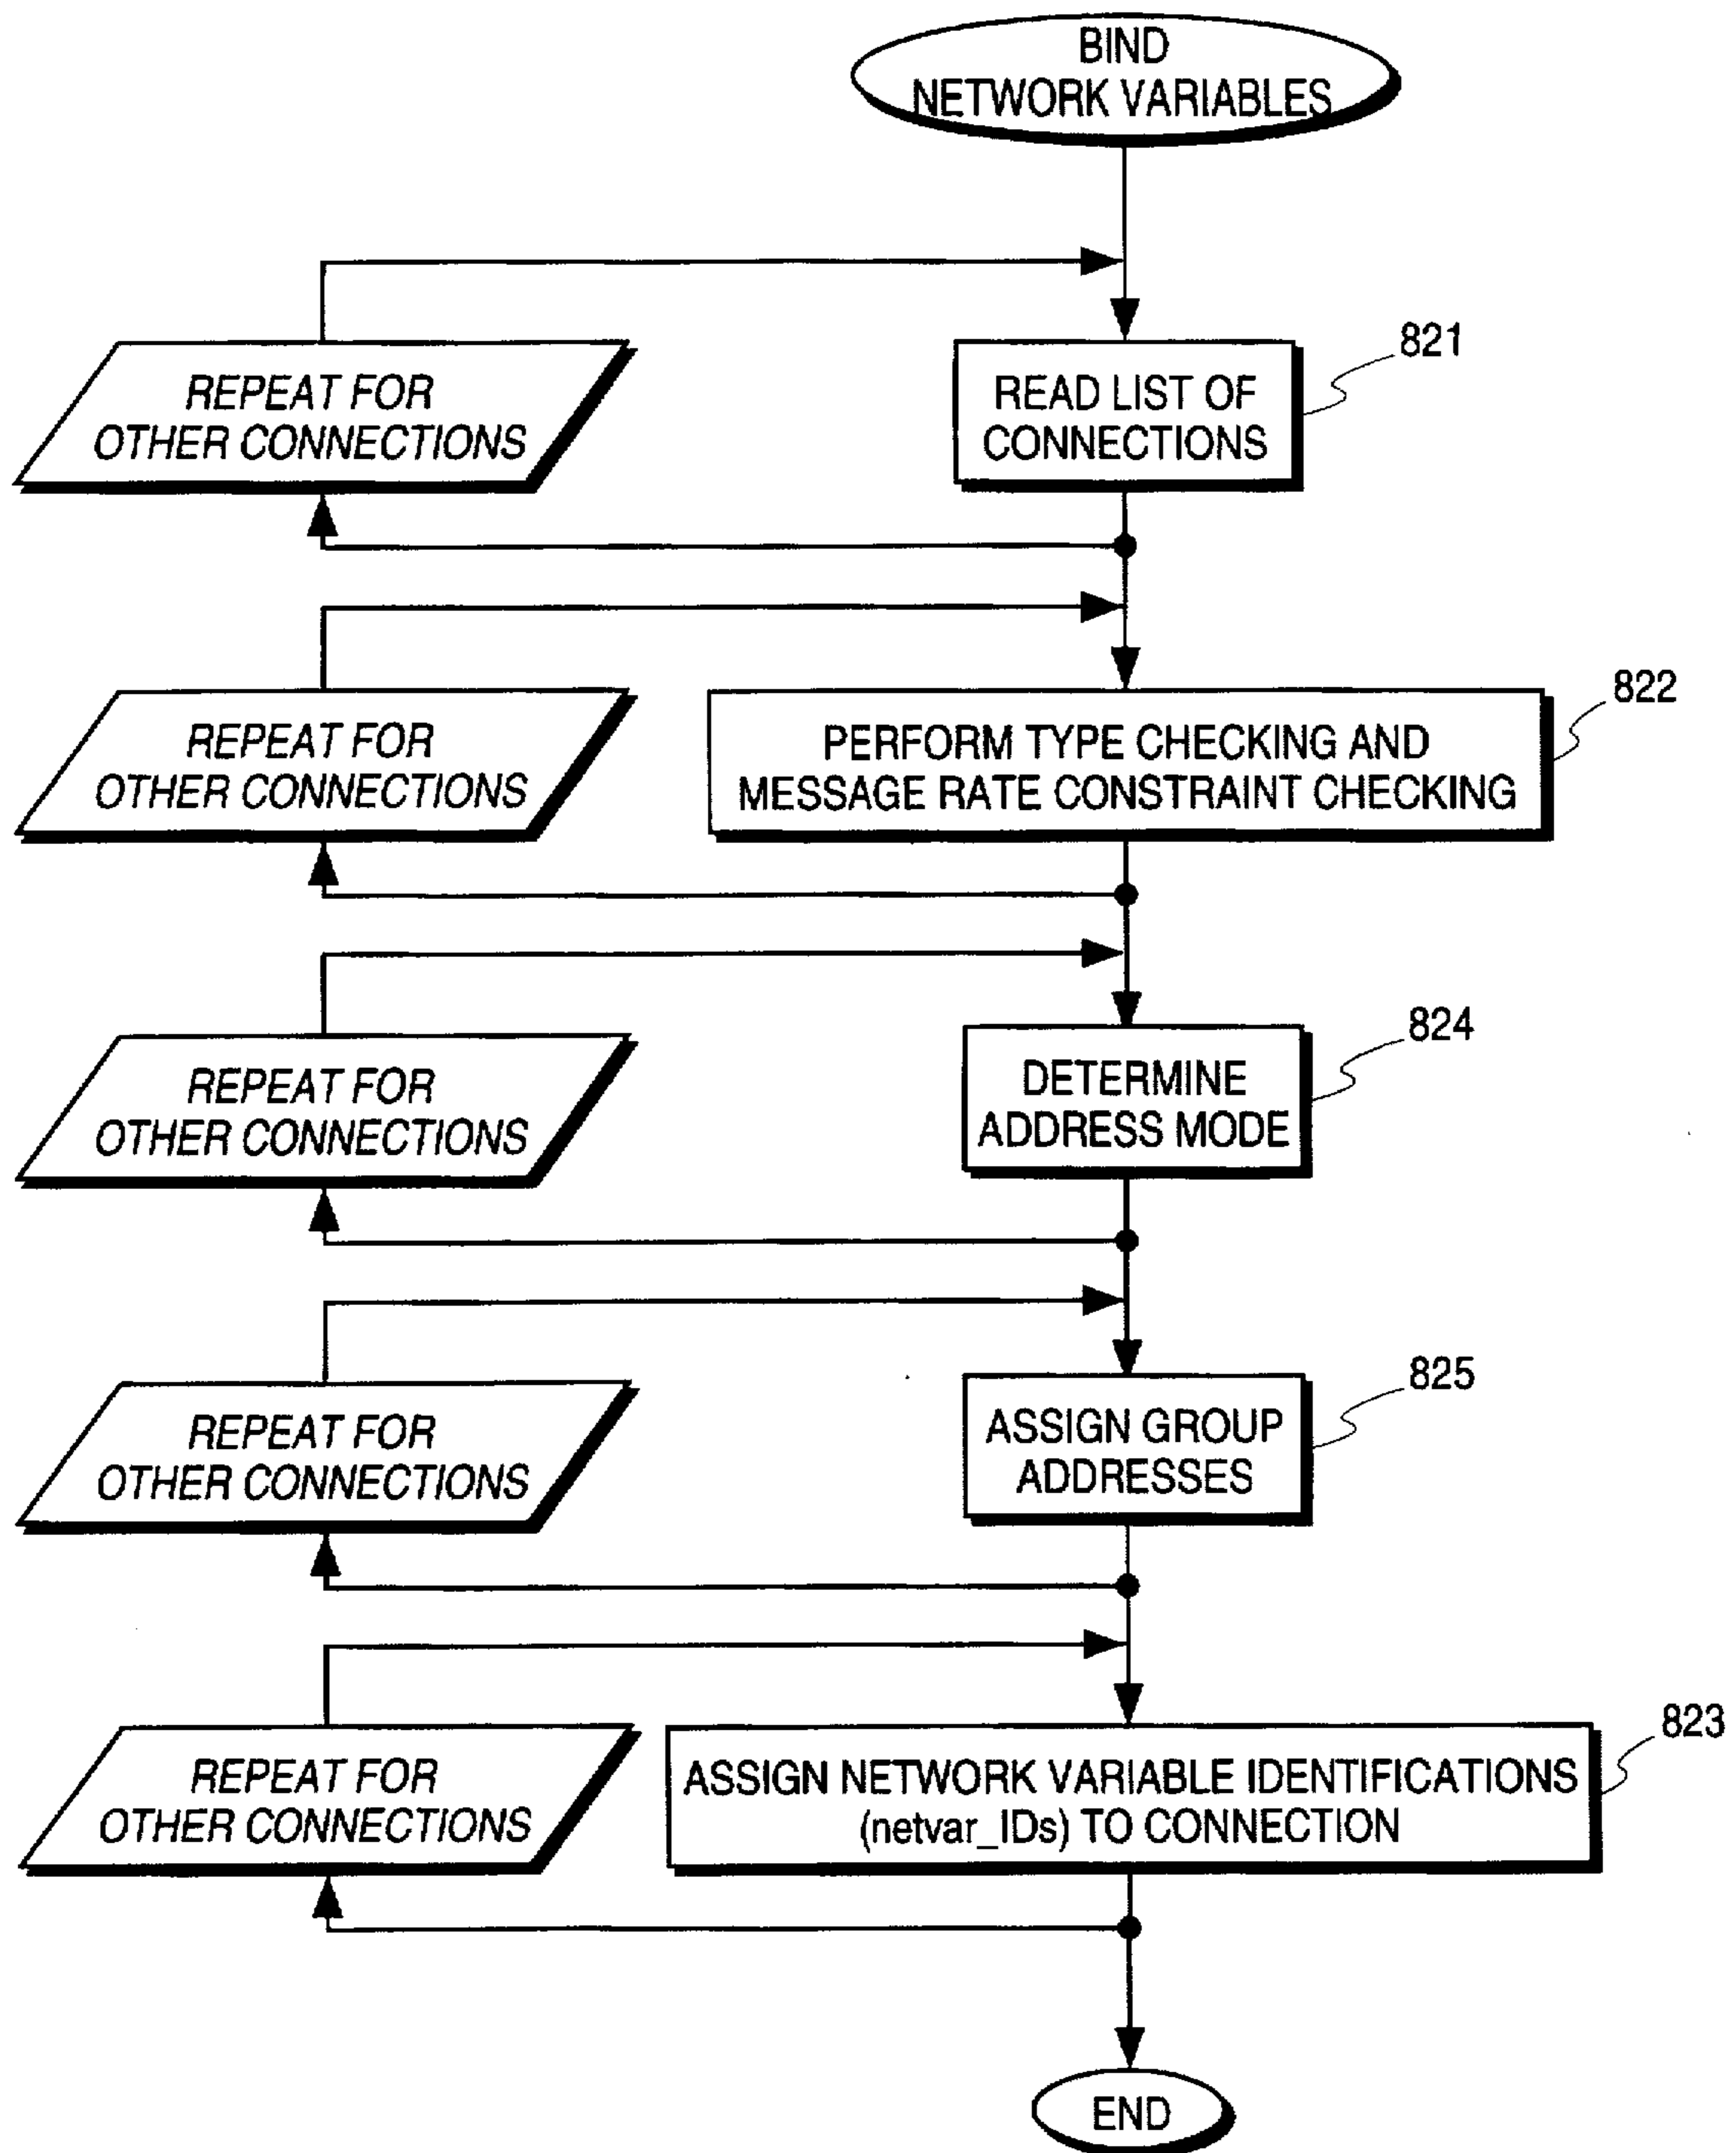 BIND
NETWORK VARIABLES
821
REPEAT FOR
OTHER CONNECTIONS
READ LIST OF
CONNECTIONS
822
REPEAT FOR
OTHER CONNECTIONS
PERFORM TYPE CHECKING AND
MESSAGE RATE CONSTRAINT CHECKING
824
REPEAT FOR
OTHER CONNECTIONS
DETERMINE
ADDRESS MODE
825
REPEAT FOR
OTHER CONNECTIONS
ASSIGN GROUP
ADDRESSES
823
REPEAT FOR
OTHER CONNECTIONS
ASSIGN NETWORK VARIABLE IDENTIFICATIONS
(netvar_IDs) TO CONNECTION
END